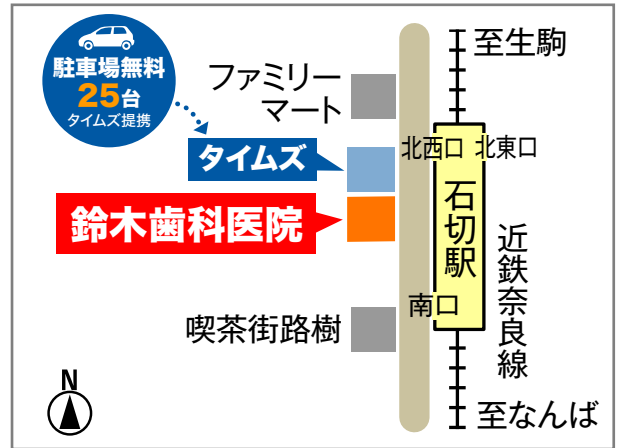 駐車場無料
25台
タイムズ提携
ファミリー
マート
タイムズ
鈴木歯科医院
喫茶街路樹
N
至生駒
北西口
北東口
石切駅
南口
近鉄奈良線
至なんば